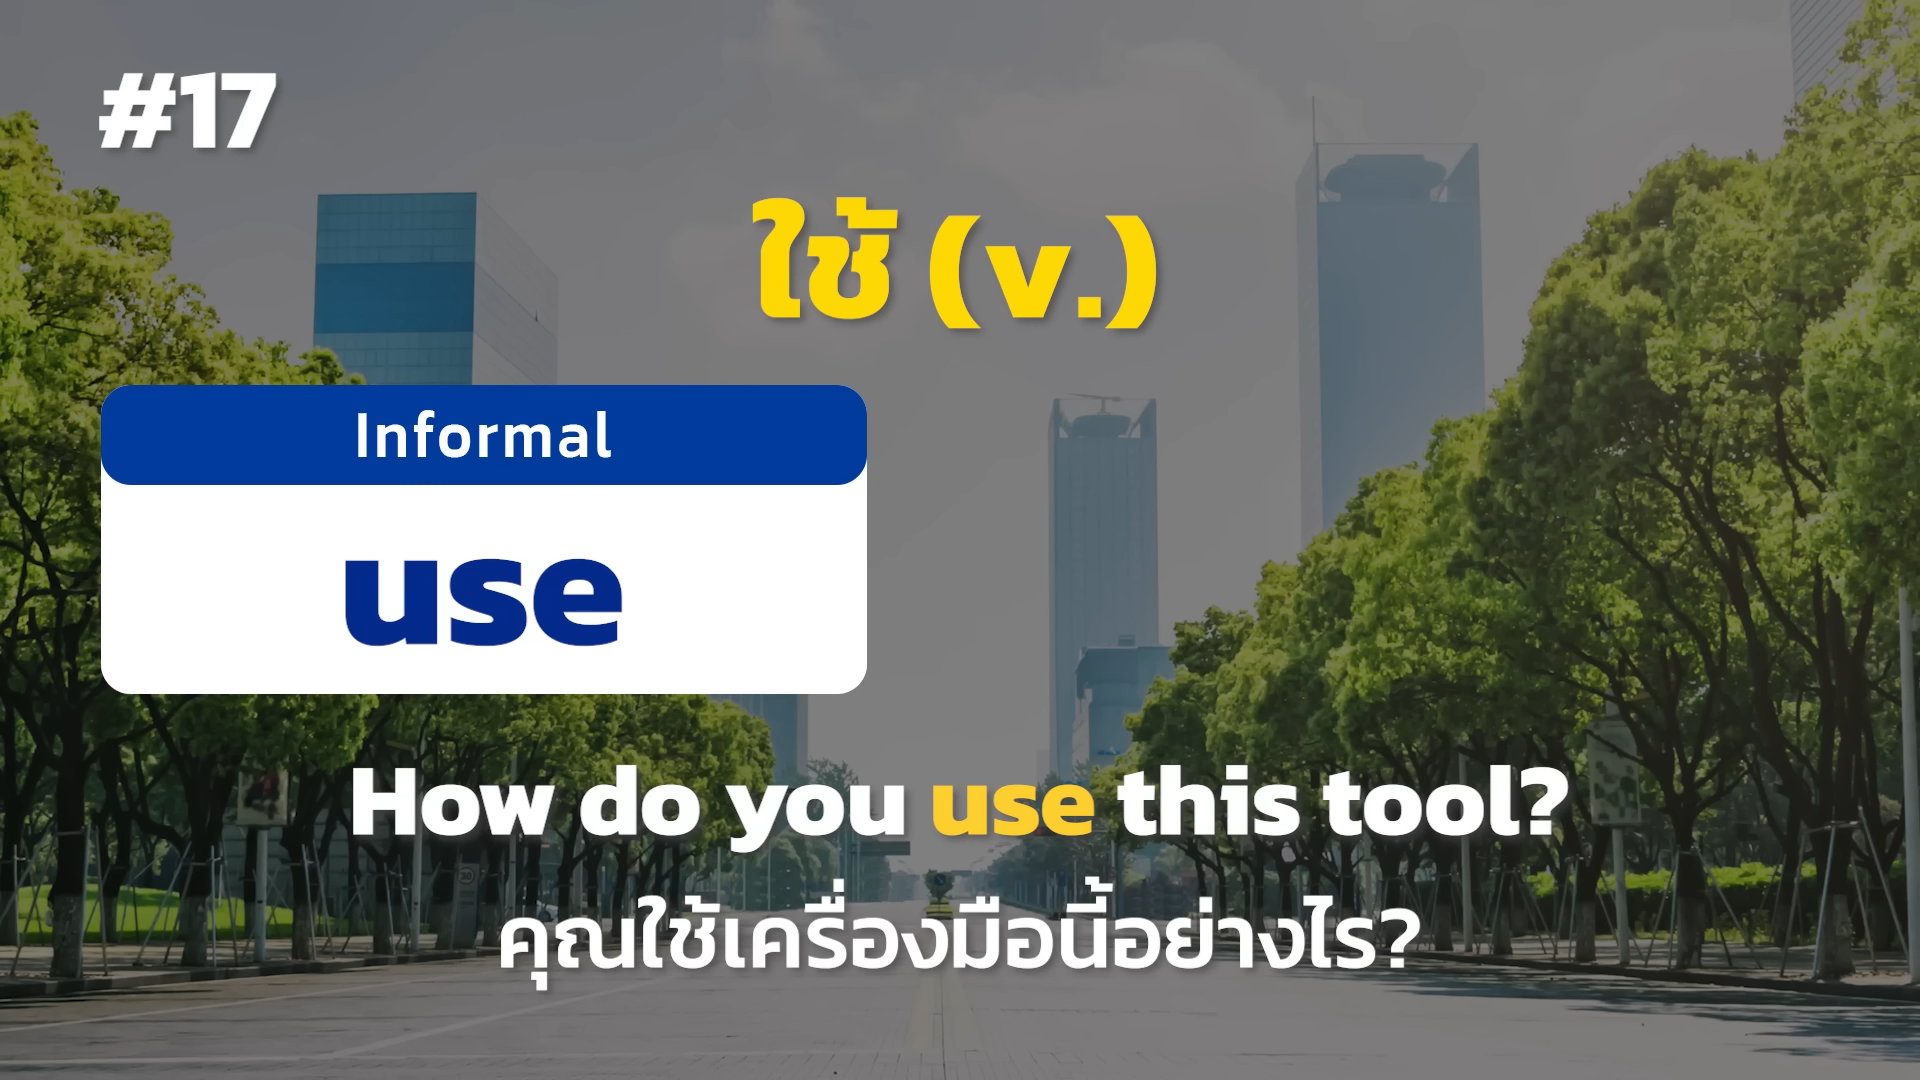 #17
ใช้ (v.)
Informal
use
How do you use this tool?
คุณใช้เครื่องมือนี้อย่างไร?